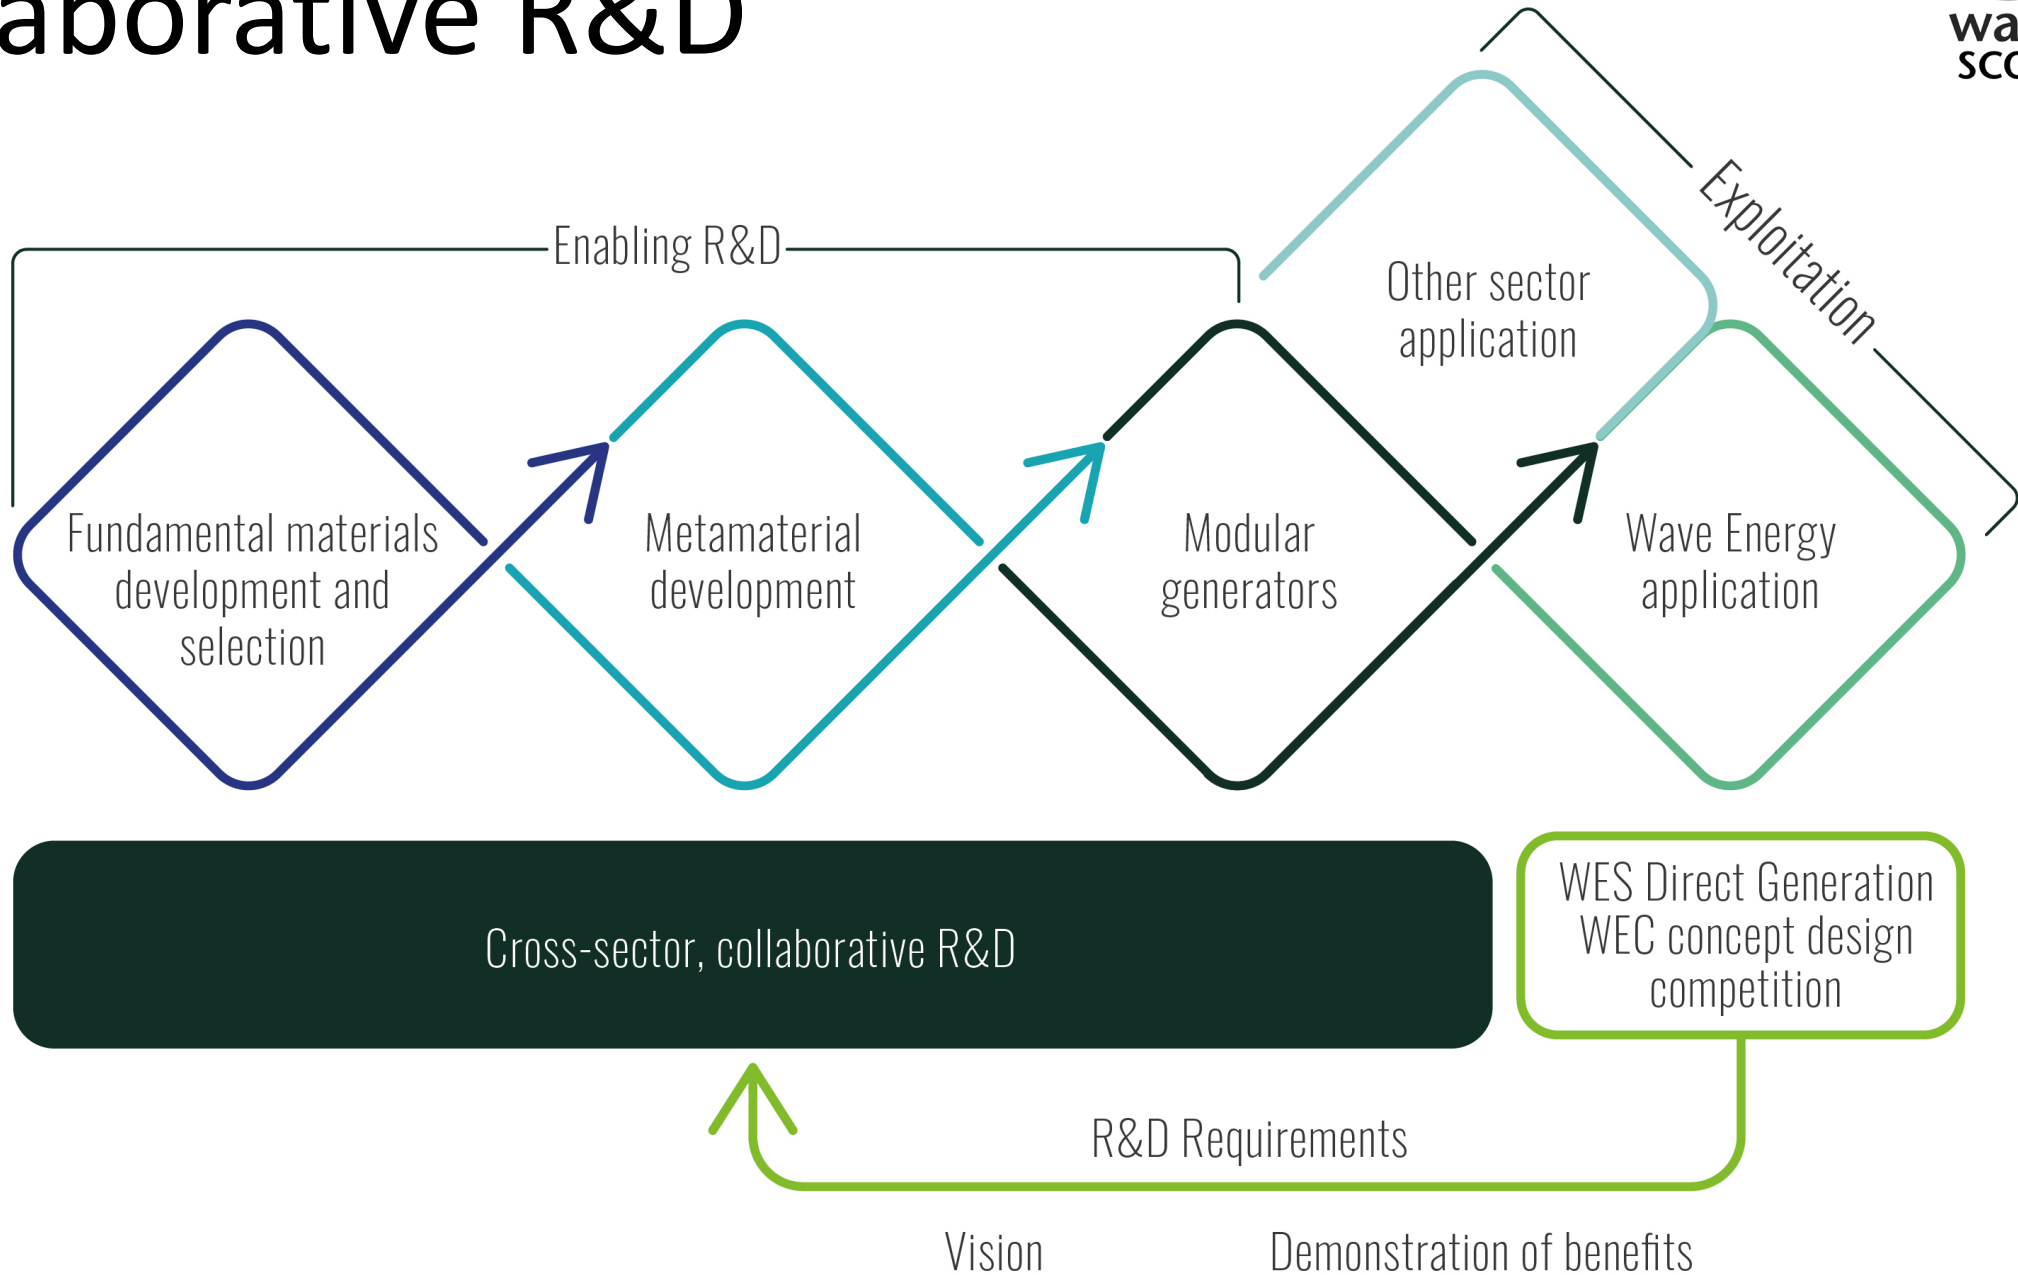 aborative R&D
wa
sco
Exploitation
Enabling R&D
Other sector
application
Fundamental materials
development and
selection
Metamaterial
development
Modular
generators
Wave Energy
application
Cross-sector, collaborative R&D
WES Direct Generation
WEC concept design
competition
R&D Requirements
Vision
Demonstration of benefits